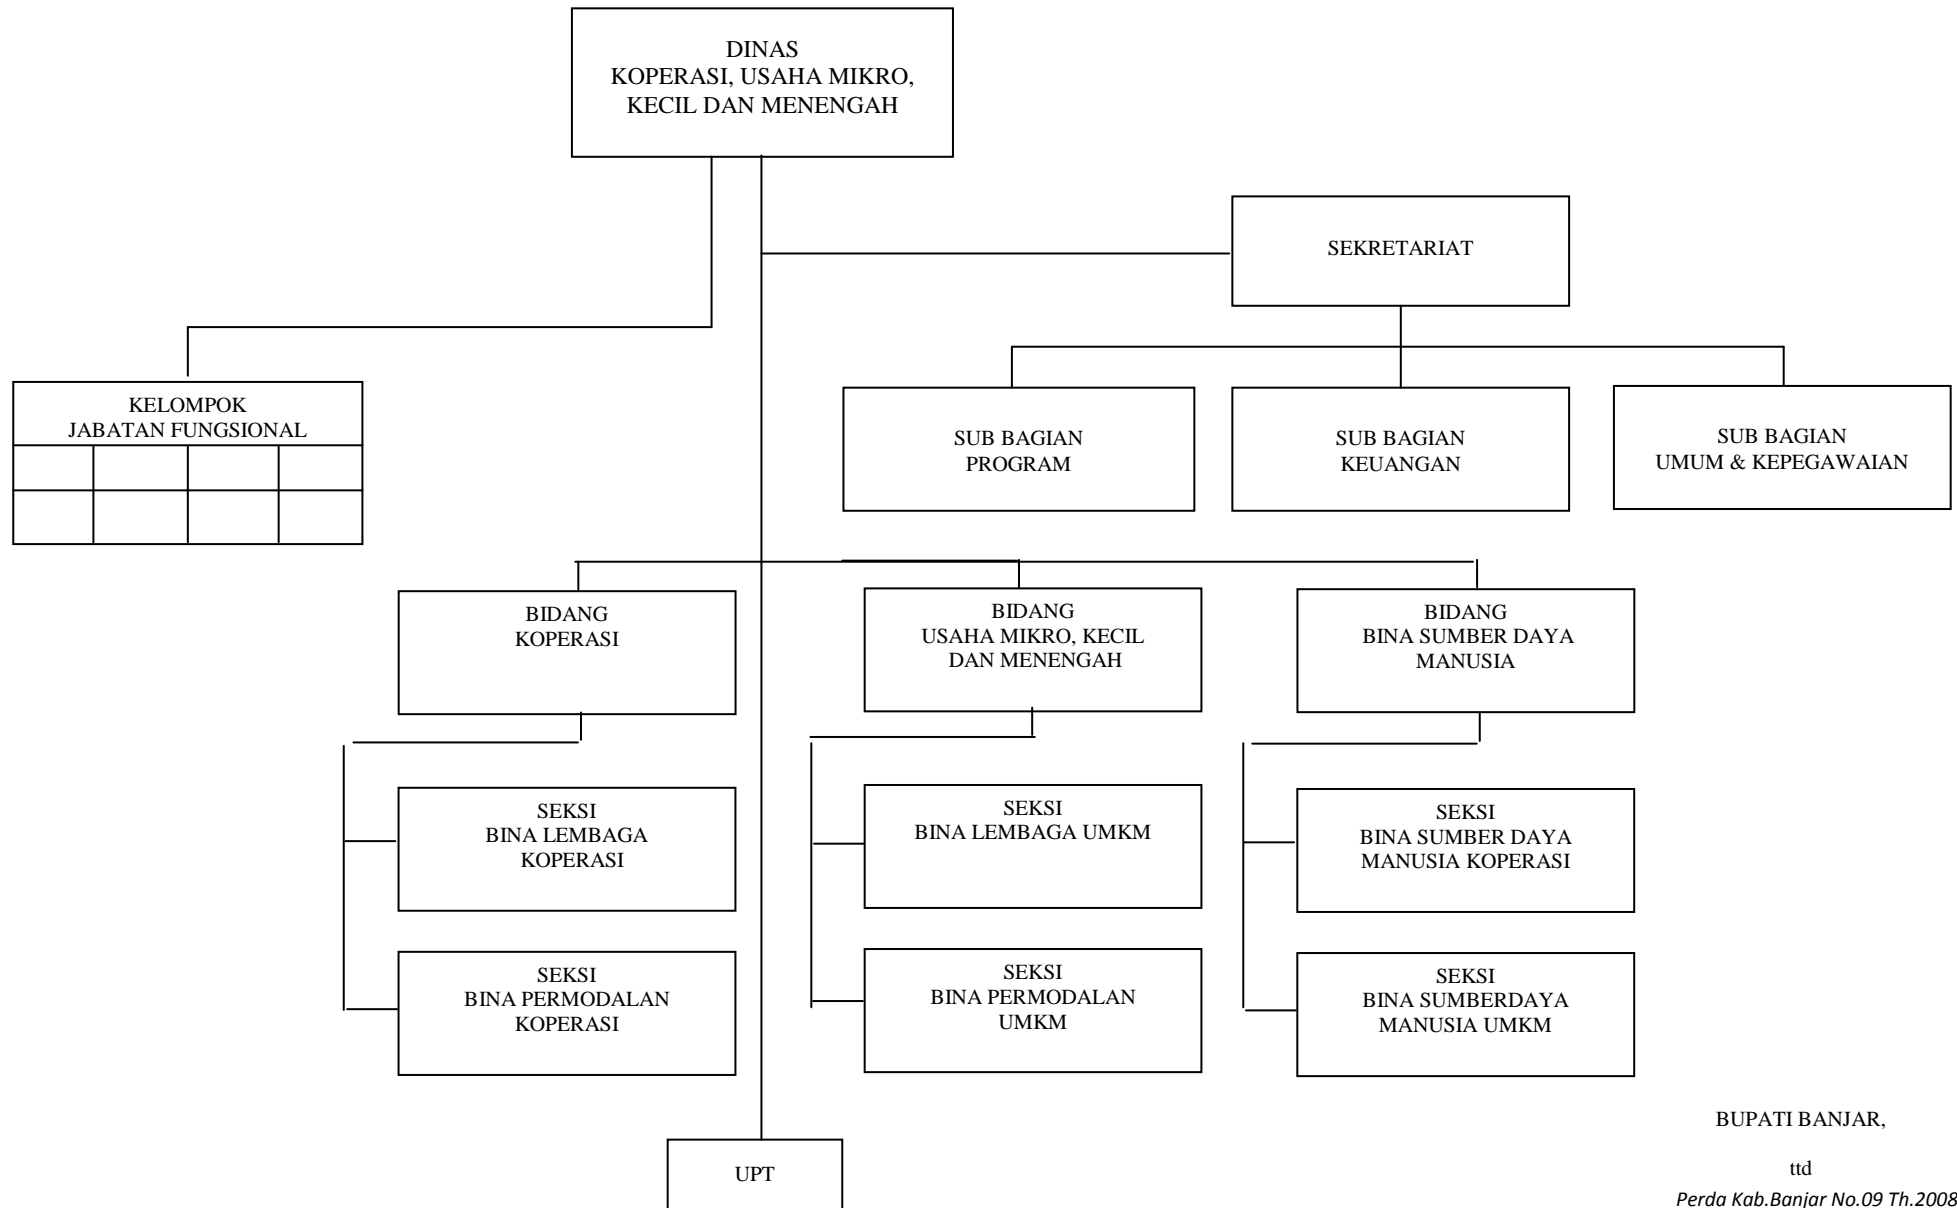 DINAS
KOPERASI, USAHA MIKRO,
KECIL DAN MENENGAH
SEKRETARIAT
KELOMPOK
JABATAN FUNGSIONAL
SUB BAGIAN
PROGRAM
SUB BAGIAN
KEUANGAN
SUB BAGIAN
UMUM & KEPEGAWAIAN
BIDANG
KOPERASI
BIDANG
USAHA MIKRO, KECIL
DAN MENENGAH
BIDANG
BINA SUMBER DAYA
MANUSIA
SEKSI
BINA LEMBAGA
KOPERASI
SEKSI
BINA LEMBAGA UMKM
SEKSI
BINA SUMBER DAYA
MANUSIA KOPERASI
SEKSI
BINA PERMODALAN
KOPERASI
SEKSI
BINA PERMODALAN
UMKM
SEKSI
BINA SUMBERDAYA
MANUSIA UMKM
UPT
BUPATI BANJAR,
ttd
Perda Kab.Banjar No.09 Th.2008